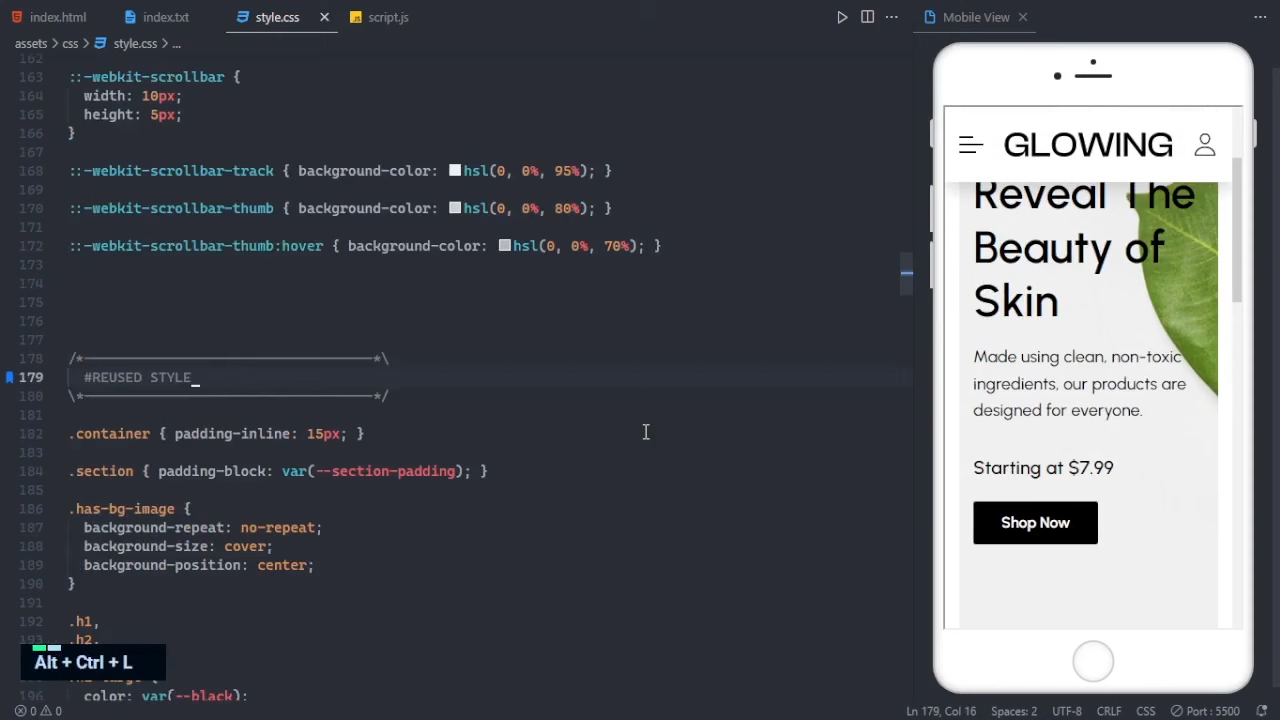 index.html
index.txt
style.css
script.js
Mobile View
assets > css > style.css > ...
162
163 ::-webkit-scrollbar {
164 width: 10px;
165 height: 5px;
166 }
167
168 ::-webkit-scrollbar-track { background-color: hsl(0, 0%, 95%); }
169
170 ::-webkit-scrollbar-thumb { background-color: hsl(0, 0%, 80%); }
171
172 ::-webkit-scrollbar-thumb:hover { background-color: hsl(0, 0%, 70%); }
173
174
175
176
177
178 /*-----------------------------------*\
179 #REUSED STYLE
180 \*-----------------------------------*/
181
182 .container { padding-inline: 15px; }
183
184 .section { padding-block: var(--section-padding); }
185
186 .has-bg-image {
187 background-repeat: no-repeat;
188 background-size: cover;
189 background-position: center;
190 }
191
192 .h1,
193 .h2,
196 color: var(--black);
Alt + Ctrl + L
GLOWING
Reveal The
Beauty of
Skin
Made using clean, non-toxic
ingredients, our products are
designed for everyone.
Starting at $7.99
Shop Now
0 0
Ln 179, Col 16
Spaces: 2
UTF-8
CRLF
CSS
Port : 5500